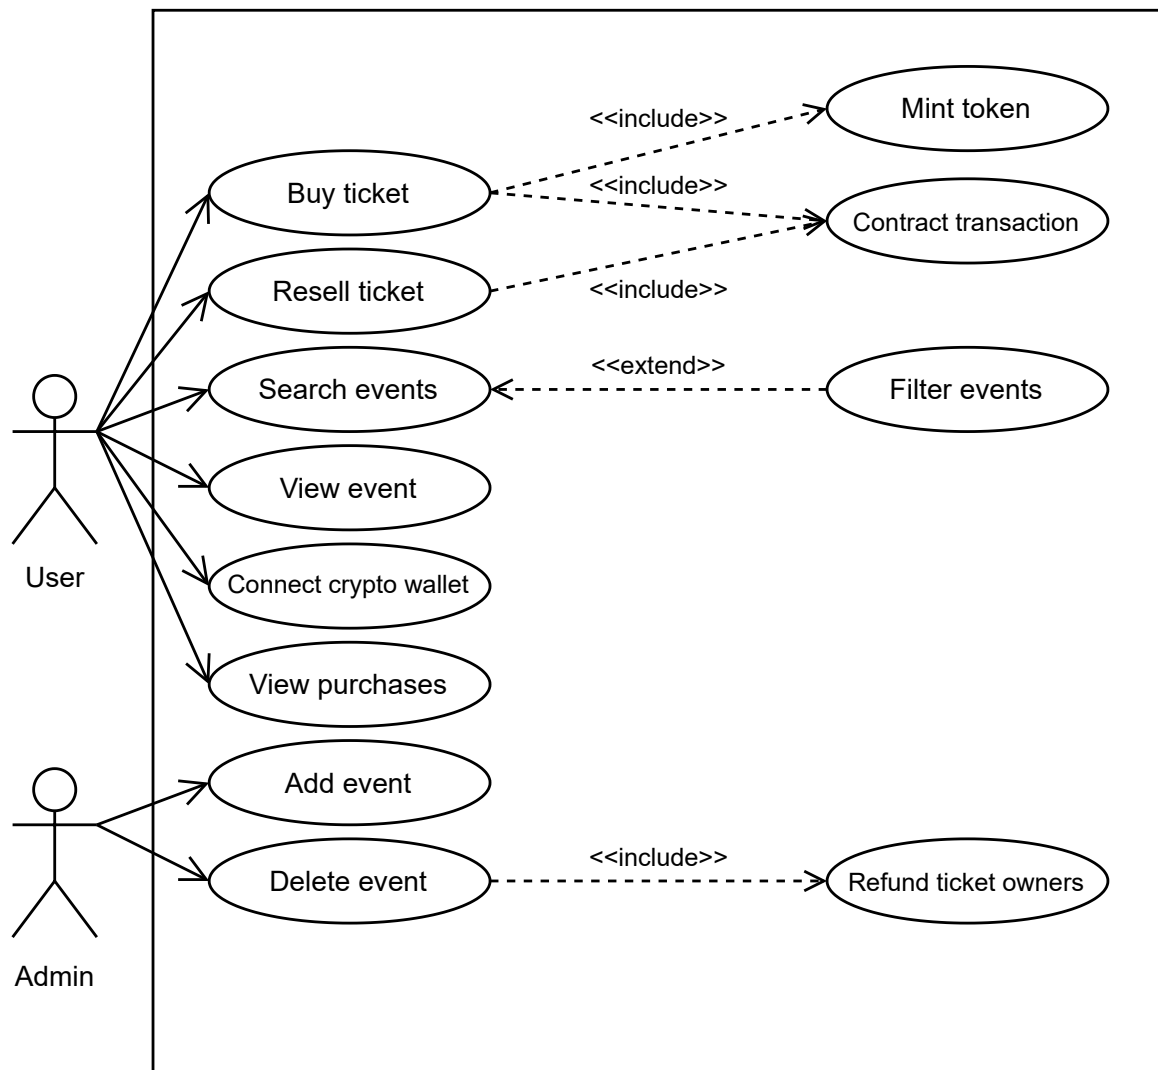 Mint token
<<include>>
Buy ticket
<<include>>
Contract transaction
Resell ticket
<<include>>
<<extend>>
Search events
Filter events
View event
User
Connect crypto wallet
View purchases
Add event
<<include>>
Delete event
Refund ticket owners
Admin